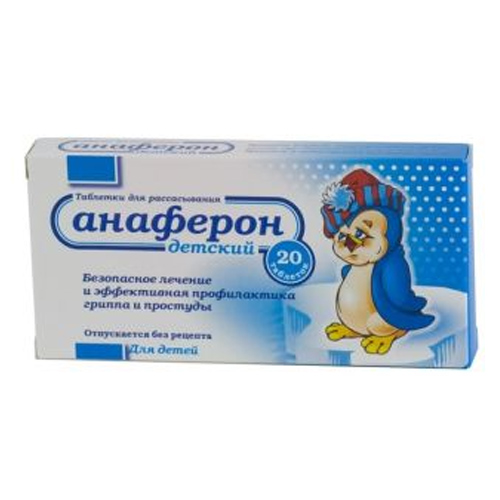 Таблетки для рассасывания
анаферон
детский
20
таблеток
Безопасное лечение
и эффективная профилактика
гриппа и простуды
Отпускается без рецепта
Для детей